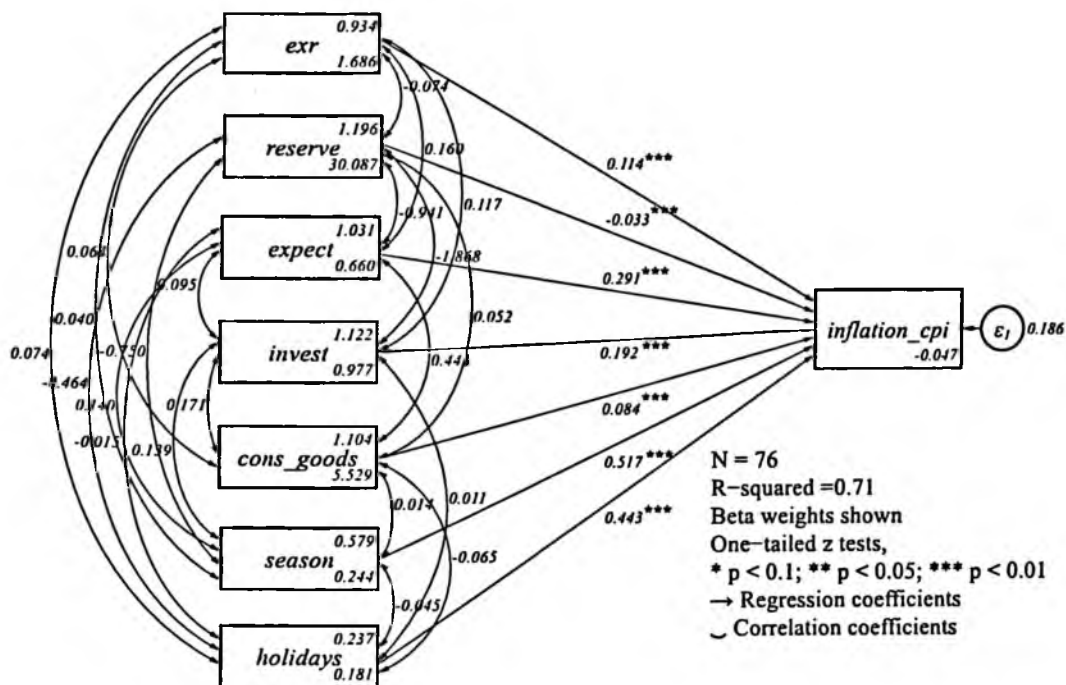 0.934
exr
1.686
-0.074
1.196
reserve
30.087
0.160
0.114***
-0.941
0.117
-0.033***
1.031
expect
0.660
0.061
0.095
-1.868
0.291***
0.052
inflation_cpi
-0.047
ε1
0.186
-0.040
1.122
invest
0.977
0.192***
0.074
-0.750
0.171
0.084***
0.140
1.104
cons_goods
5.529
-0.015
0.139
0.517***
0.014
0.011
0.443***
0.579
season
0.244
-0.065
-0.045
0.237
holidays
0.181
N = 76
R-squared =0.71
Beta weights shown
One-tailed z tests,
* p < 0.1; ** p < 0.05; *** p < 0.01
→ Regression coefficients
⌣ Correlation coefficients